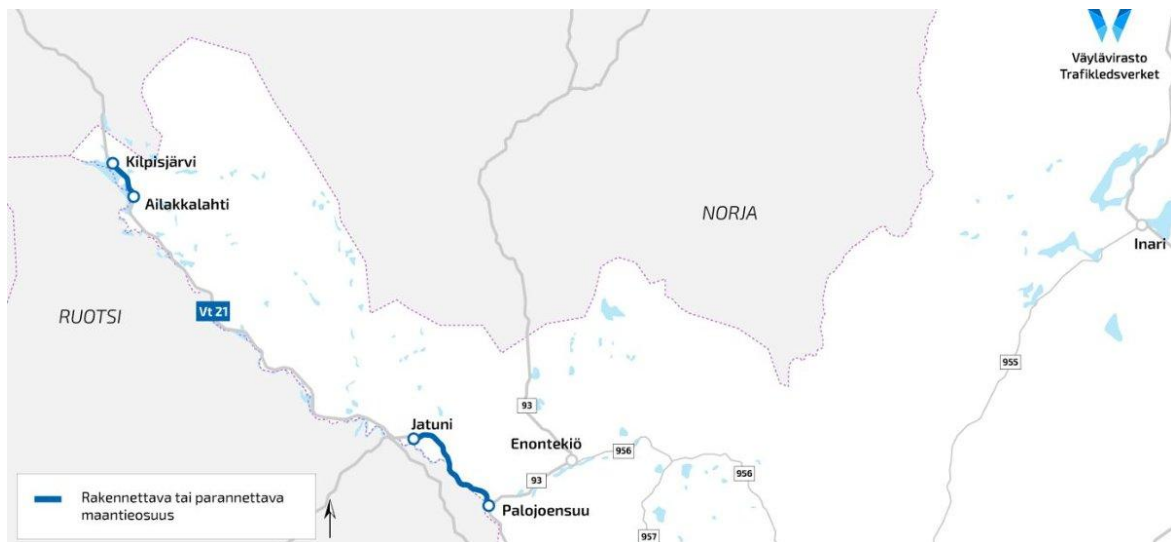 Väylävirasto
Trafikledsverket
Kilpisjärvi
Ailakkalahti
NORJA
Inari
Vt 21
RUOTSI
955
93
Jatuni
Enontekiö
956
956
93
Rakennettava tai parannettava
maantieosuus
Palojoensuu
957